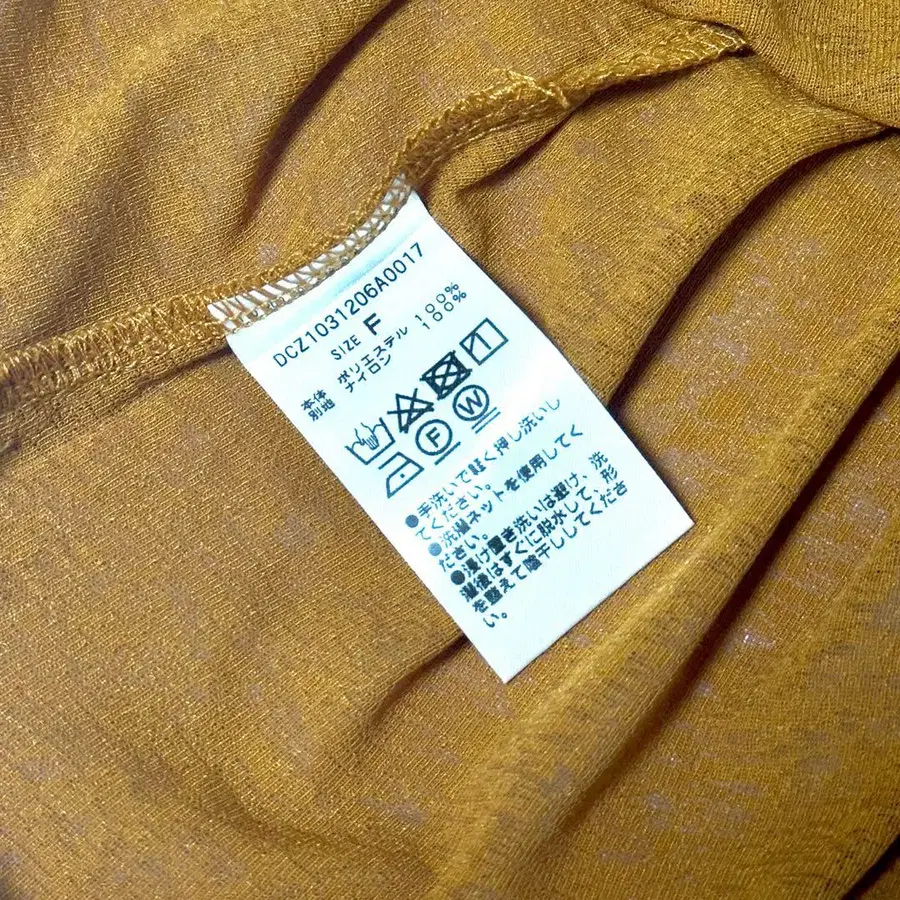 DCZ1031206A0017
SIZE F
本体 ポリエステル 100%
別地 ナイロン 100%
F W
●手洗いで軽く押し洗いし
てください。
●洗濯ネットを使用してく
ださい。
●浸け置き洗いは避け、洗
濯後はすぐに脱水して、形
を整えて陰干ししてくださ
い。